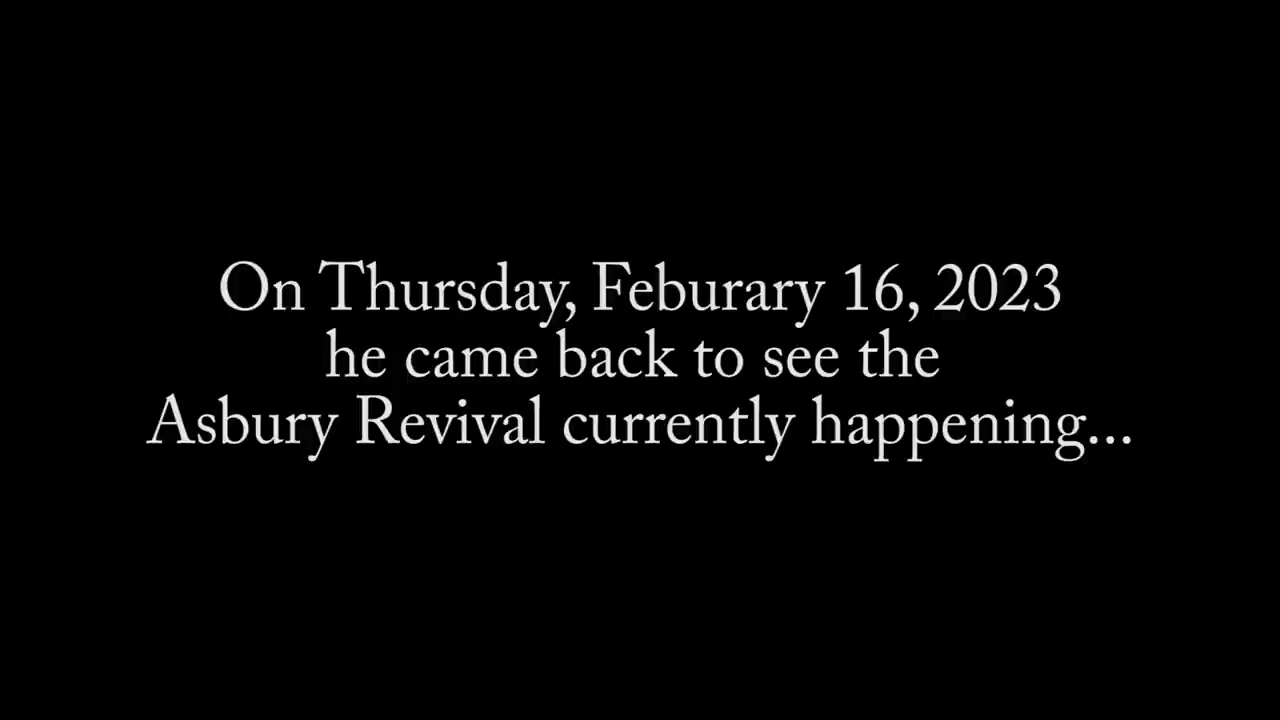 On Thursday, Feburary 16, 2023
he came back to see the
Asbury Revival currently happening...